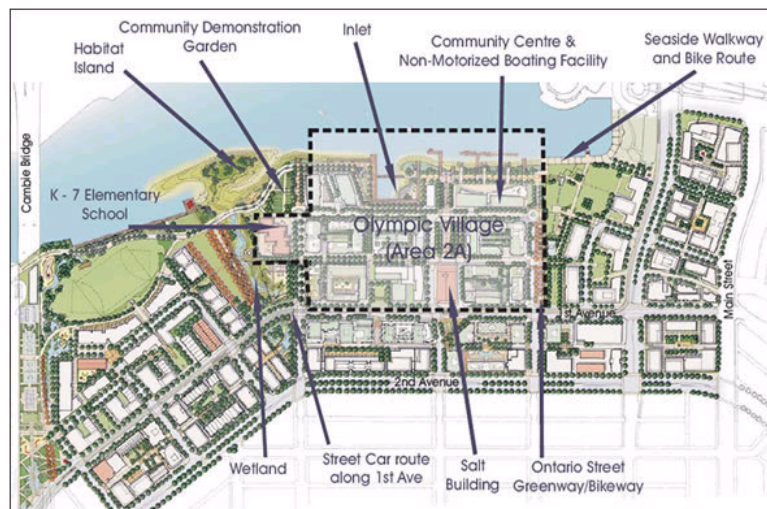 Community Demonstration
Garden
Habitat
Island
Inlet
Community Centre &
Non-Motorized Boating Facility
Seaside Walkway
and Bike Route
Cambie Bridge
K - 7 Elementary
School
Olympic Village
(Area 2A)
Main Street
1st Avenue
2nd Avenue
Wetland
Street Car route
along 1st Ave
Salt
Building
Ontario Street
Greenway/Bikeway